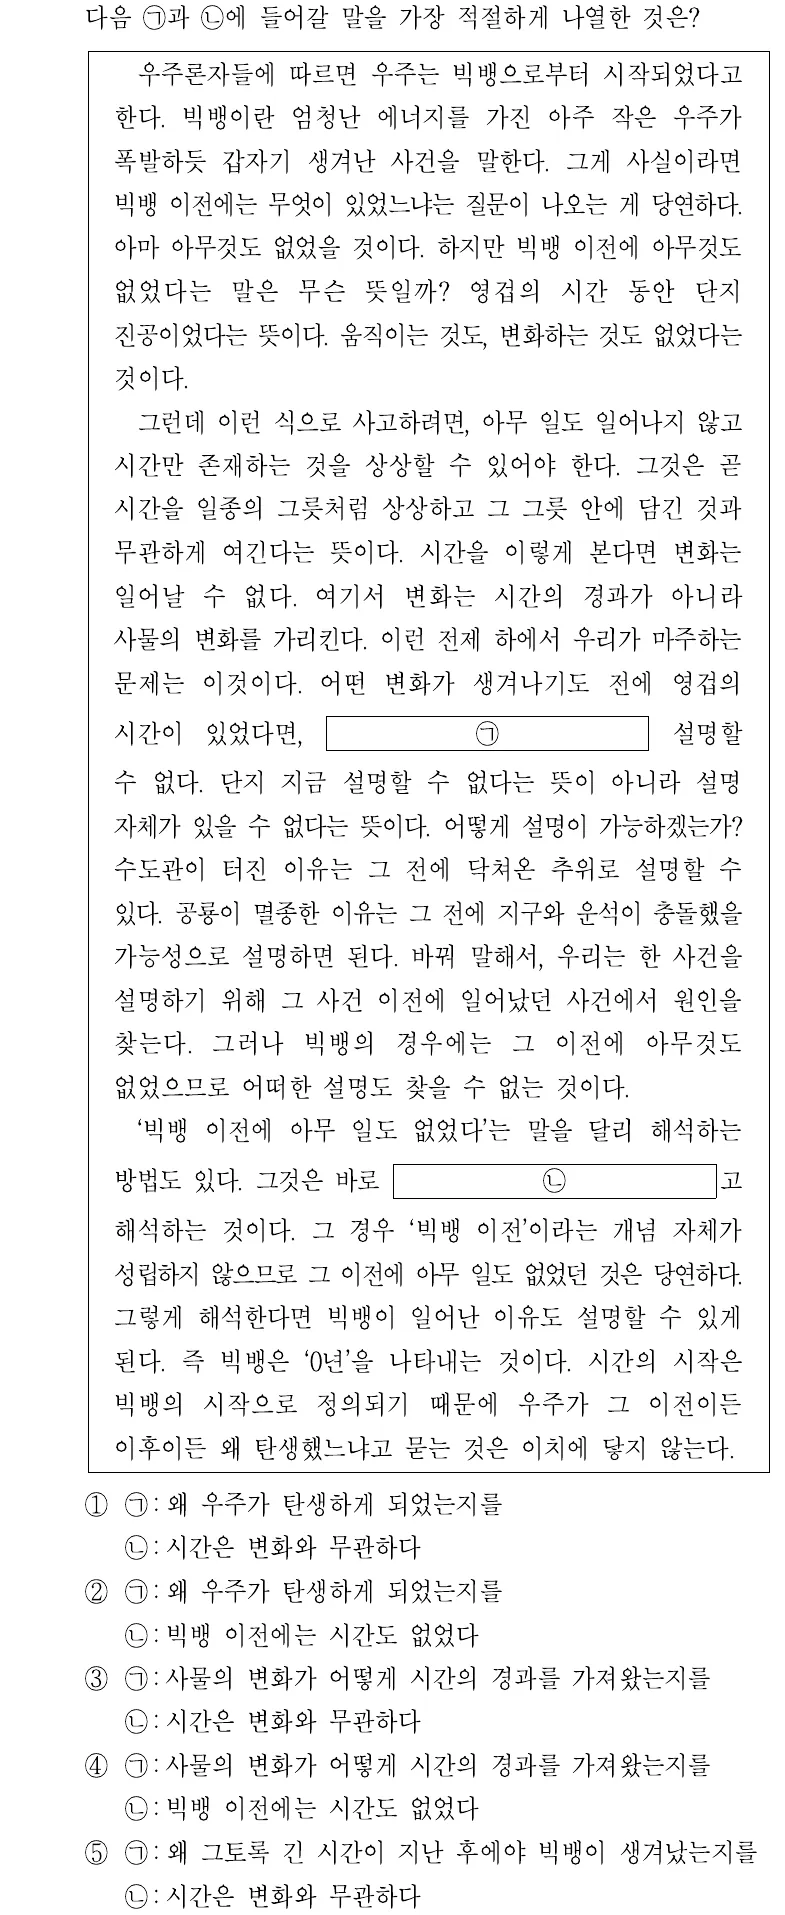 다음 ㉠과 ㉡에 들어갈 말을 가장 적절하게 나열한 것은?
우주론자들에 따르면 우주는 빅뱅으로부터 시작되었다고
한다. 빅뱅이란 엄청난 에너지를 가진 아주 작은 우주가
폭발하듯 갑자기 생겨난 사건을 말한다. 그게 사실이라면
빅뱅 이전에는 무엇이 있었느냐는 질문이 나오는 게 당연하다.
아마 아무것도 없었을 것이다. 하지만 빅뱅 이전에 아무것도
없었다는 말은 무슨 뜻일까? 영겁의 시간 동안 단지
진공이었다는 뜻이다. 움직이는 것도, 변화하는 것도 없었다는
것이다.
그런데 이런 식으로 사고하려면, 아무 일도 일어나지 않고
시간만 존재하는 것을 상상할 수 있어야 한다. 그것은 곧
시간을 일종의 그릇처럼 상상하고 그 그릇 안에 담긴 것과
무관하게 여긴다는 뜻이다. 시간을 이렇게 본다면 변화는
일어날 수 없다. 여기서 변화는 시간의 경과가 아니라
사물의 변화를 가리킨다. 이런 전제 하에서 우리가 마주하는
문제는 이것이다. 어떤 변화가 생겨나기도 전에 영겁의
시간이 있었다면, ㉠ 설명할
수 없다. 단지 지금 설명할 수 없다는 뜻이 아니라 설명
자체가 있을 수 없다는 뜻이다. 어떻게 설명이 가능하겠는가?
수도관이 터진 이유는 그 전에 닥쳐온 추위로 설명할 수
있다. 공룡이 멸종한 이유는 그 전에 지구와 운석이 충돌했을
가능성으로 설명하면 된다. 바꿔 말해서, 우리는 한 사건을
설명하기 위해 그 사건 이전에 일어났던 사건에서 원인을
찾는다. 그러나 빅뱅의 경우에는 그 이전에 아무것도
없었으므로 어떠한 설명도 찾을 수 없는 것이다.
‘빅뱅 이전에 아무 일도 없었다’는 말을 달리 해석하는
방법도 있다. 그것은 바로 ㉡고
해석하는 것이다. 그 경우 ‘빅뱅 이전’이라는 개념 자체가
성립하지 않으므로 그 이전에 아무 일도 없었던 것은 당연하다.
그렇게 해석한다면 빅뱅이 일어난 이유도 설명할 수 있게
된다. 즉 빅뱅은 ‘0년’을 나타내는 것이다. 시간의 시작은
빅뱅의 시작으로 정의되기 때문에 우주가 그 이전이든
이후이든 왜 탄생했느냐고 묻는 것은 이치에 닿지 않는다.
① ㉠: 왜 우주가 탄생하게 되었는지를
㉡: 시간은 변화와 무관하다
② ㉠: 왜 우주가 탄생하게 되었는지를
㉡: 빅뱅 이전에는 시간도 없었다
③ ㉠: 사물의 변화가 어떻게 시간의 경과를 가져왔는지를
㉡: 시간은 변화와 무관하다
④ ㉠: 사물의 변화가 어떻게 시간의 경과를 가져왔는지를
㉡: 빅뱅 이전에는 시간도 없었다
⑤ ㉠: 왜 그토록 긴 시간이 지난 후에야 빅뱅이 생겨났는지를
㉡: 시간은 변화와 무관하다